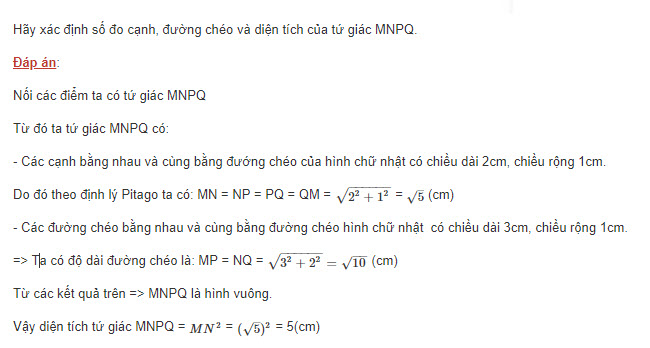 Hãy xác định số đo cạnh, đường chéo và diện tích của tứ giác MNPQ.
Đáp án:
Nối các điểm ta có tứ giác MNPQ
Từ đó ta tứ giác MNPQ có:
- Các cạnh bằng nhau và cùng bằng đướng chéo của hình chữ nhật có chiều dài 2cm, chiều rộng 1cm.
Do đó theo định lý Pitago ta có: MN = NP = PQ = QM = √(2² + 1²) = √5 (cm)
- Các đường chéo bằng nhau và cùng bằng đường chéo hình chữ nhật có chiều dài 3cm, chiều rộng 1cm.
=> Ta có độ dài đường chéo là: MP = NQ = √(3² + 2²) = √10 (cm)
Từ các kết quả trên => MNPQ là hình vuông.
Vậy diện tích tứ giác MNPQ = MN² = (√5)² = 5(cm)